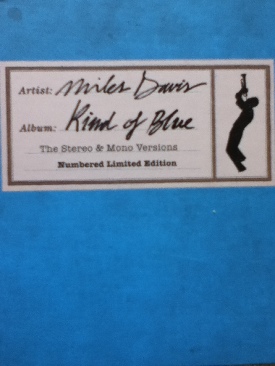 Artist: Miles Davis
Album: Kind of Blue
The Stereo & Mono Versions
Numbered Limited Edition